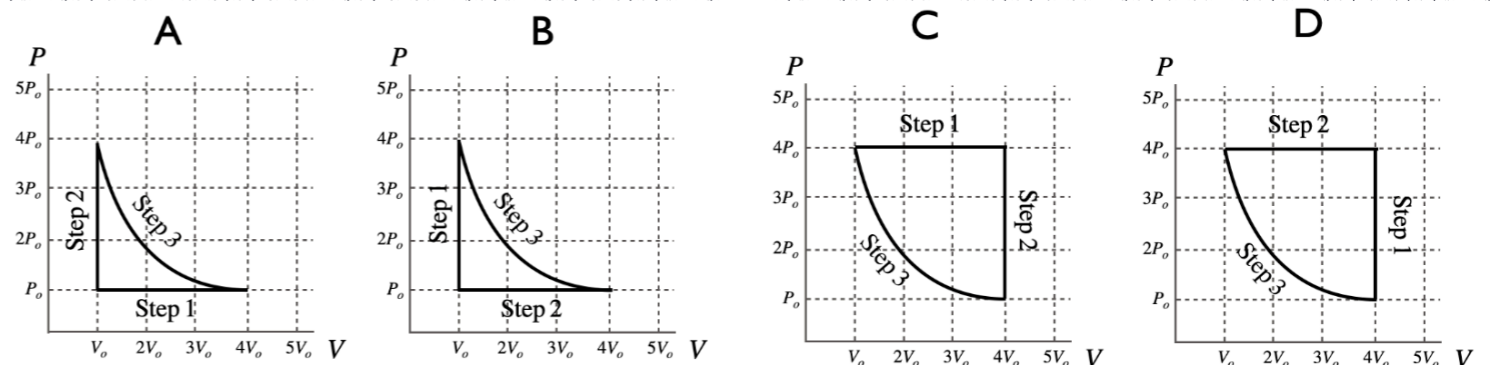 A
P
5Pₒ
4Pₒ
3Pₒ
2Pₒ
Pₒ
Step 2
Step 3
Step 1
Vₒ 2Vₒ 3Vₒ 4Vₒ 5Vₒ V
B
P
5Pₒ
4Pₒ
3Pₒ
2Pₒ
Pₒ
Step 1
Step 3
Step 2
Vₒ 2Vₒ 3Vₒ 4Vₒ 5Vₒ V
C
P
5Pₒ
Step 1
4Pₒ
3Pₒ
2Pₒ
Pₒ
Step 2
Step 3
Vₒ 2Vₒ 3Vₒ 4Vₒ 5Vₒ V
D
P
5Pₒ
Step 2
4Pₒ
3Pₒ
2Pₒ
Pₒ
Step 1
Step 3
Vₒ 2Vₒ 3Vₒ 4Vₒ 5Vₒ V